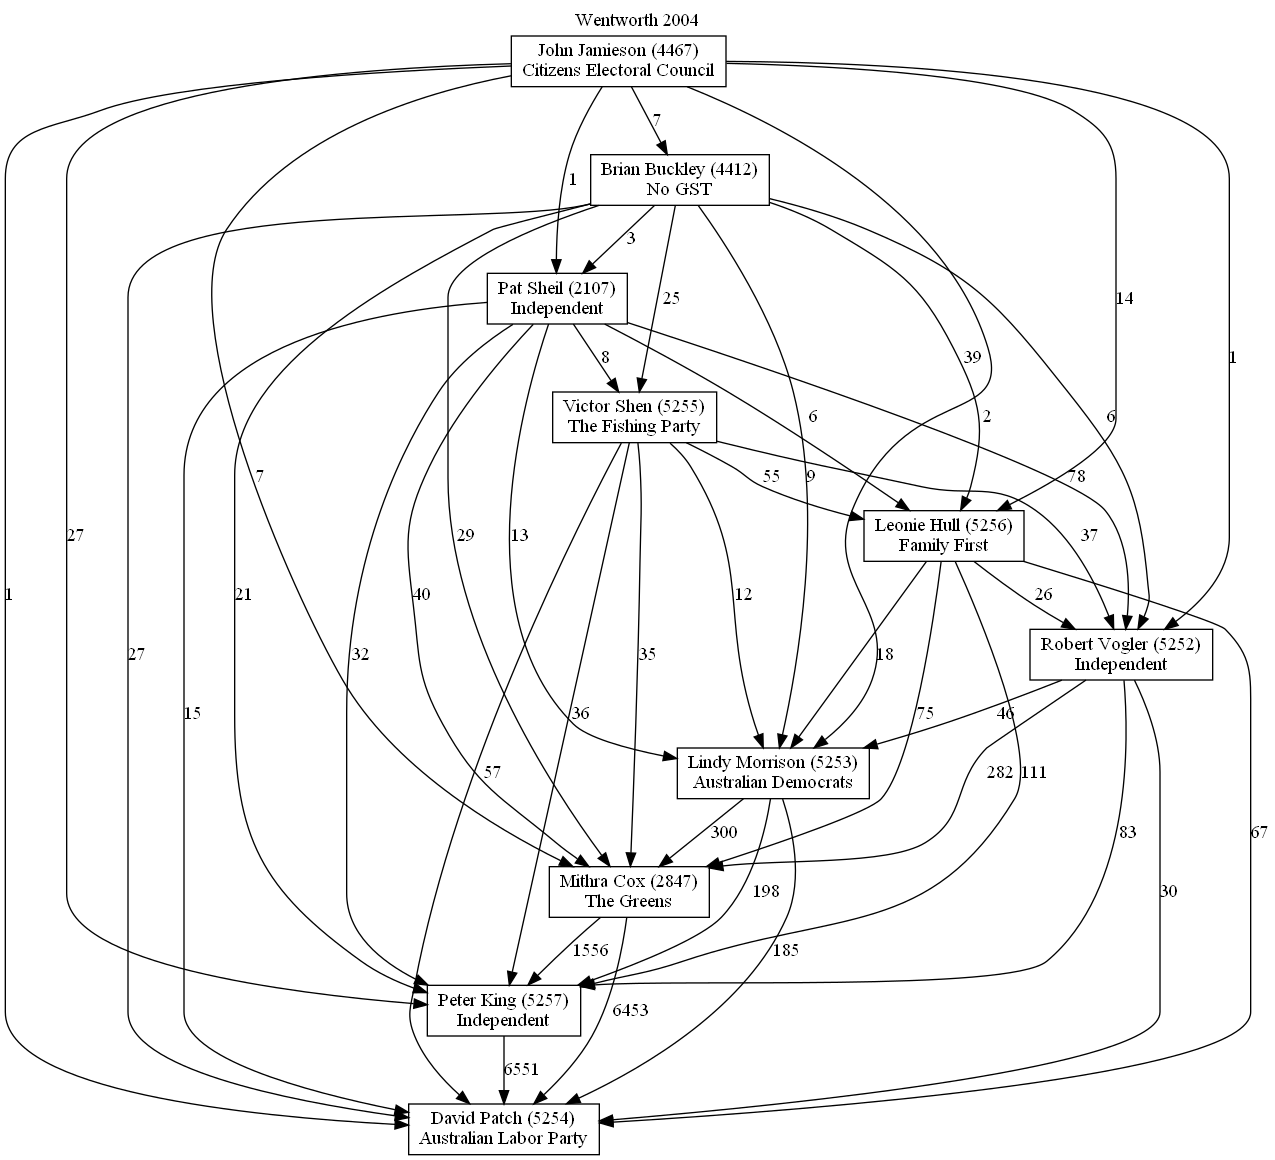 Wentworth 2004
John Jamieson (4467)
Citizens Electoral Council
7
Brian Buckley (4412)
No GST
1
3
25
14
Pat Sheil (2107)
Independent
8
39
1
Victor Shen (5255)
The Fishing Party
6
2
6
7
55
9
78
27
29
13
Leonie Hull (5256)
Family First
37
1
21
40
12
26
27
32
35
18
Robert Vogler (5252)
Independent
15
36
75
46
57
Lindy Morrison (5253)
Australian Democrats
282
111
300
83
67
Mithra Cox (2847)
The Greens
198
30
1556
185
Peter King (5257)
Independent
6453
6551
David Patch (5254)
Australian Labor Party